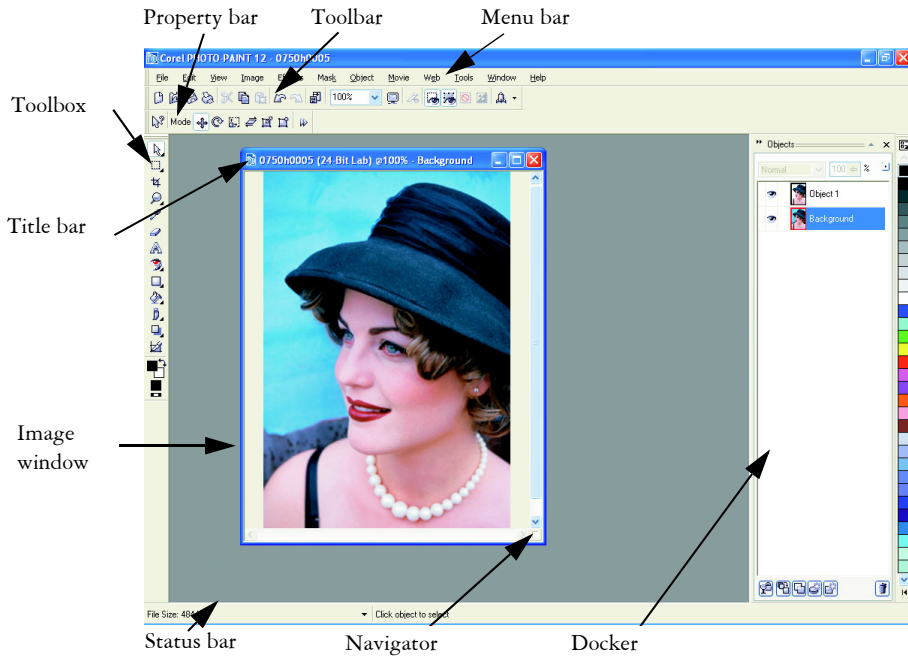 Property bar
Toolbar
Menu bar
Corel PHOTO-PAINT 12 - 0750h0005
File Edit View Image Mask Object Movie Web Tools Window Help
100%
Toolbox
Mode
0750h0005 (24-Bit Lab) @100% - Background
Objects
Normal 100 %
Object 1
Title bar
Background
Image
window
File Size: Click object to select
Status bar
Navigator
Docker